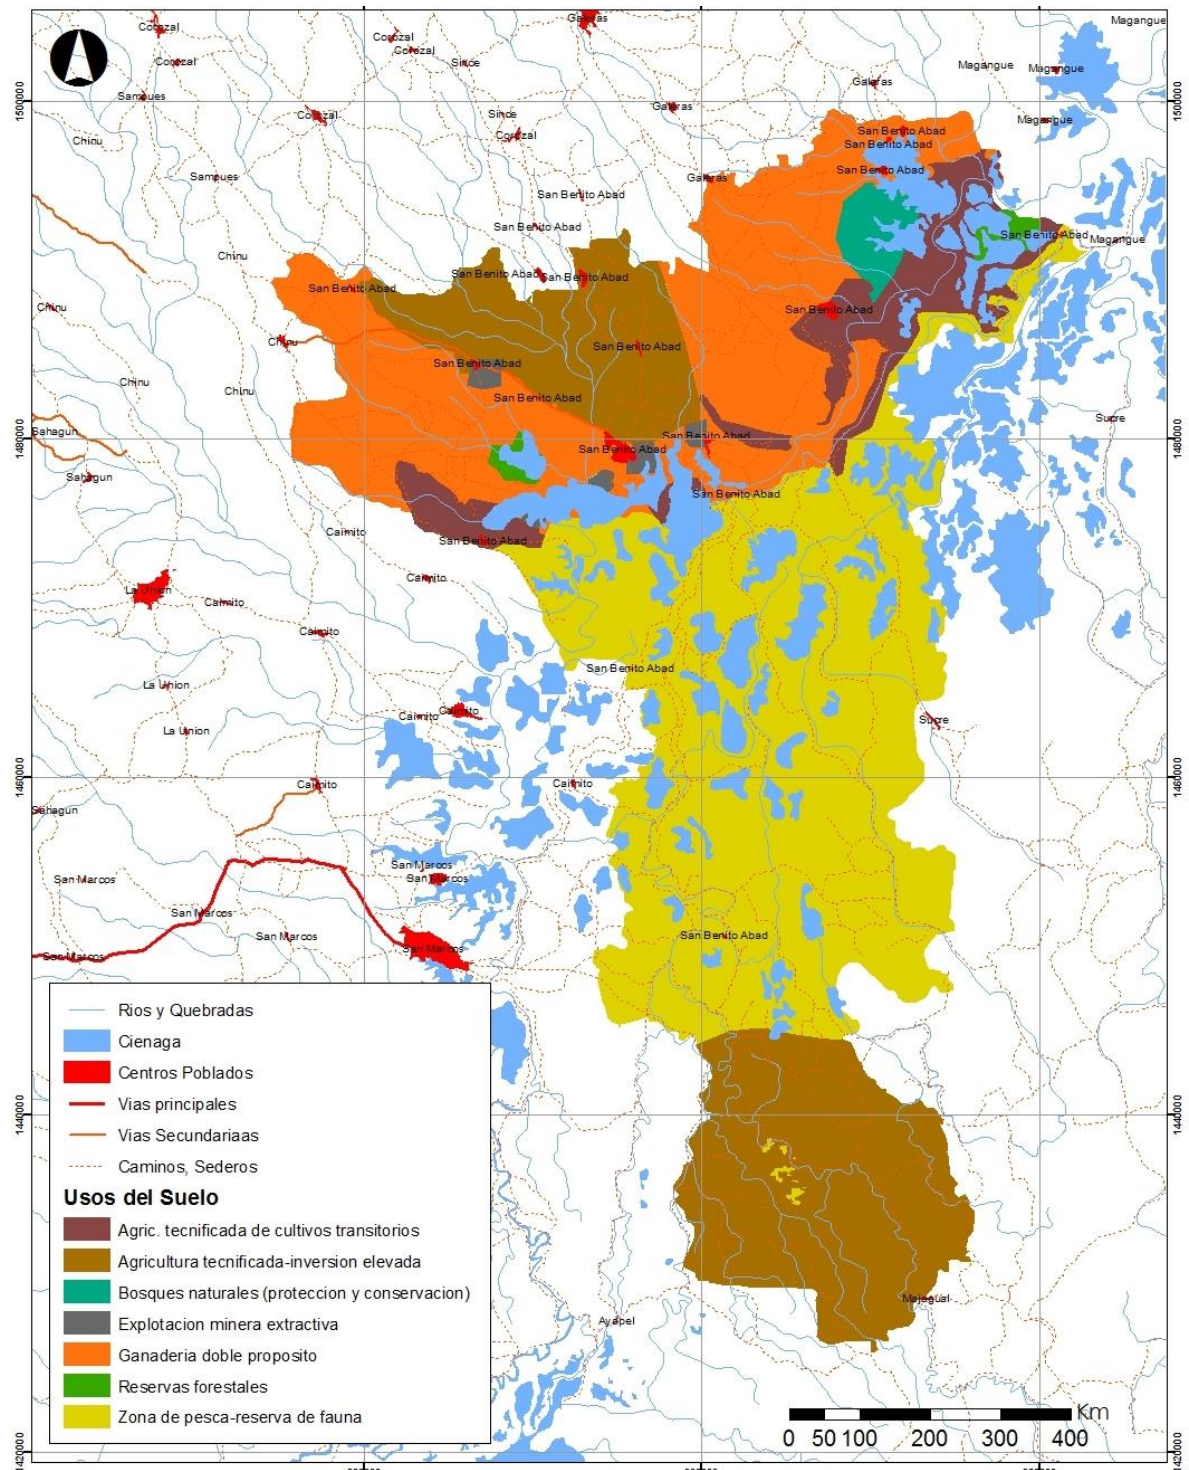 Galeras
Magangue
Corozal
Corozal
Corozal
Corozal
Since
Magangue
Magangue
Galeras
Sampues
Galeras
Corozal
Since
Corozal
Magangue
San Benito Abad
Chinu
San Benito Abad
San Benito Abad
Sampues
Galeras
San Benito Abad
San Benito Abad
San Benito Abad
Magangue
Chinu
San Benito Abad
San Benito Abad
San Benito Abad
Chinu
San Benito Abad
Chinu
San Benito Abad
San Benito Abad
Chinu
Chinu
San Benito Abad
Sucre
Bahagun
San Benito Abad
San Benito Abad
Sahagun
San Benito Abad
Caimito
San Benito Abad
Caimito
La Union
Caimito
Caimito
San Benito Abad
La Union
Caimito
Caimito
Sucre
La Union
Caimito
Caimito
Sahagun
San Marcos
San Marcos
San Marcos
San Marcos
San Marcos
San Benito Abad
San Marcos
San Marcos
Majagual
Ayapel
1500000
1500000
1480000
1480000
1460000
1460000
1440000
1440000
1420000
1420000
Rios y Quebradas
Cienaga
Centros Poblados
Vias principales
Vias Secundariaas
Caminos, Sederos
Usos del Suelo
Agric. tecnificada de cultivos transitorios
Agricultura tecnificada-inversion elevada
Bosques naturales (proteccion y conservacion)
Explotacion minera extractiva
Ganaderia doble proposito
Reservas forestales
Zona de pesca-reserva de fauna
Km
0 50 100 200 300 400